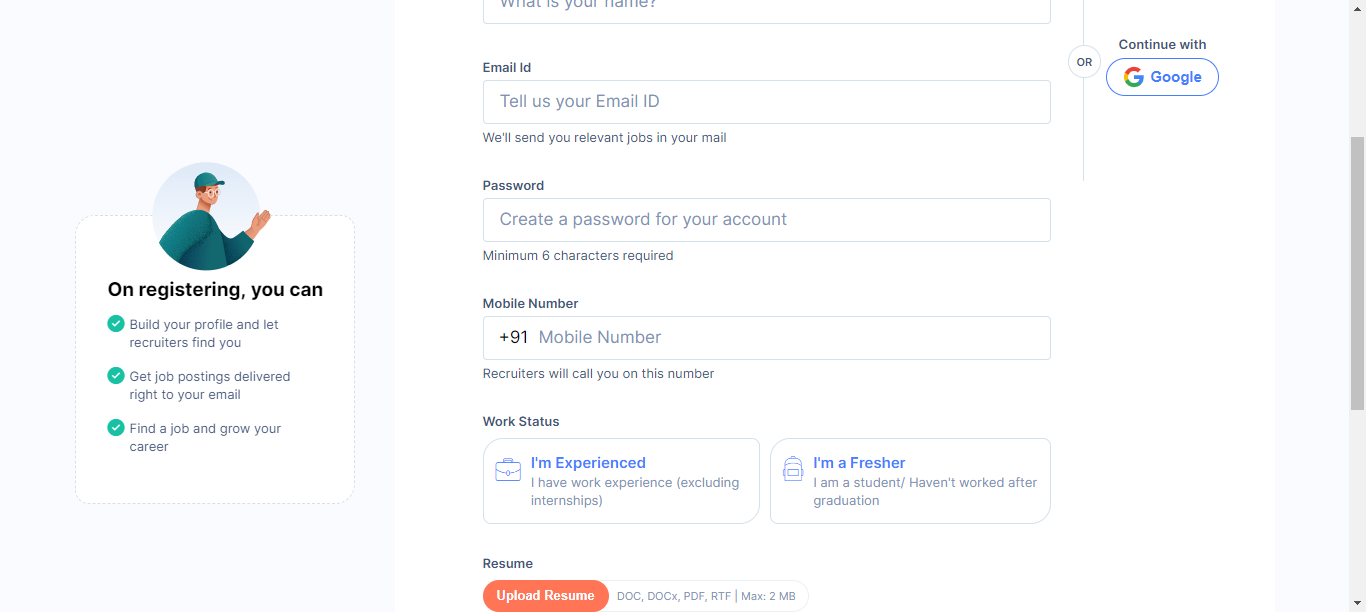 What is your name?
Continue with
OR
Google
Email Id
Tell us your Email ID
We'll send you relevant jobs in your mail
Password
Create a password for your account
Minimum 6 characters required
On registering, you can
Build your profile and let
recruiters find you
Get job postings delivered
right to your email
Find a job and grow your
career
Mobile Number
+91 Mobile Number
Recruiters will call you on this number
Work Status
I'm Experienced
I have work experience (excluding
internships)
I'm a Fresher
I am a student/ Haven't worked after
graduation
Resume
Upload Resume DOC, DOCx, PDF, RTF | Max: 2 MB